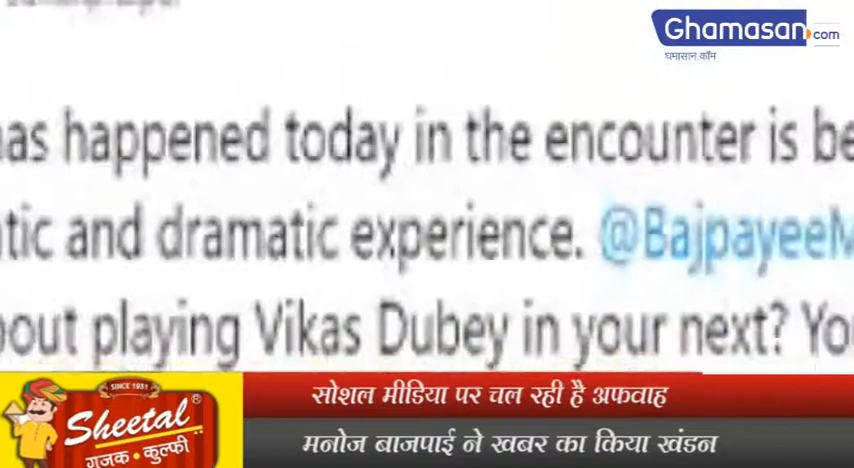 Ghamasan.com
घमासान.कॉम
has happened today in the encounter is be
tic and dramatic experience. @BajpayeeM
out playing Vikas Dubey in your next? You
SINCE 1951
Sheetal®
गजक • कुल्फी
सोशल मीडिया पर चल रही है अफवाह
मनोज बाजपाई ने खबर का किया खंडन